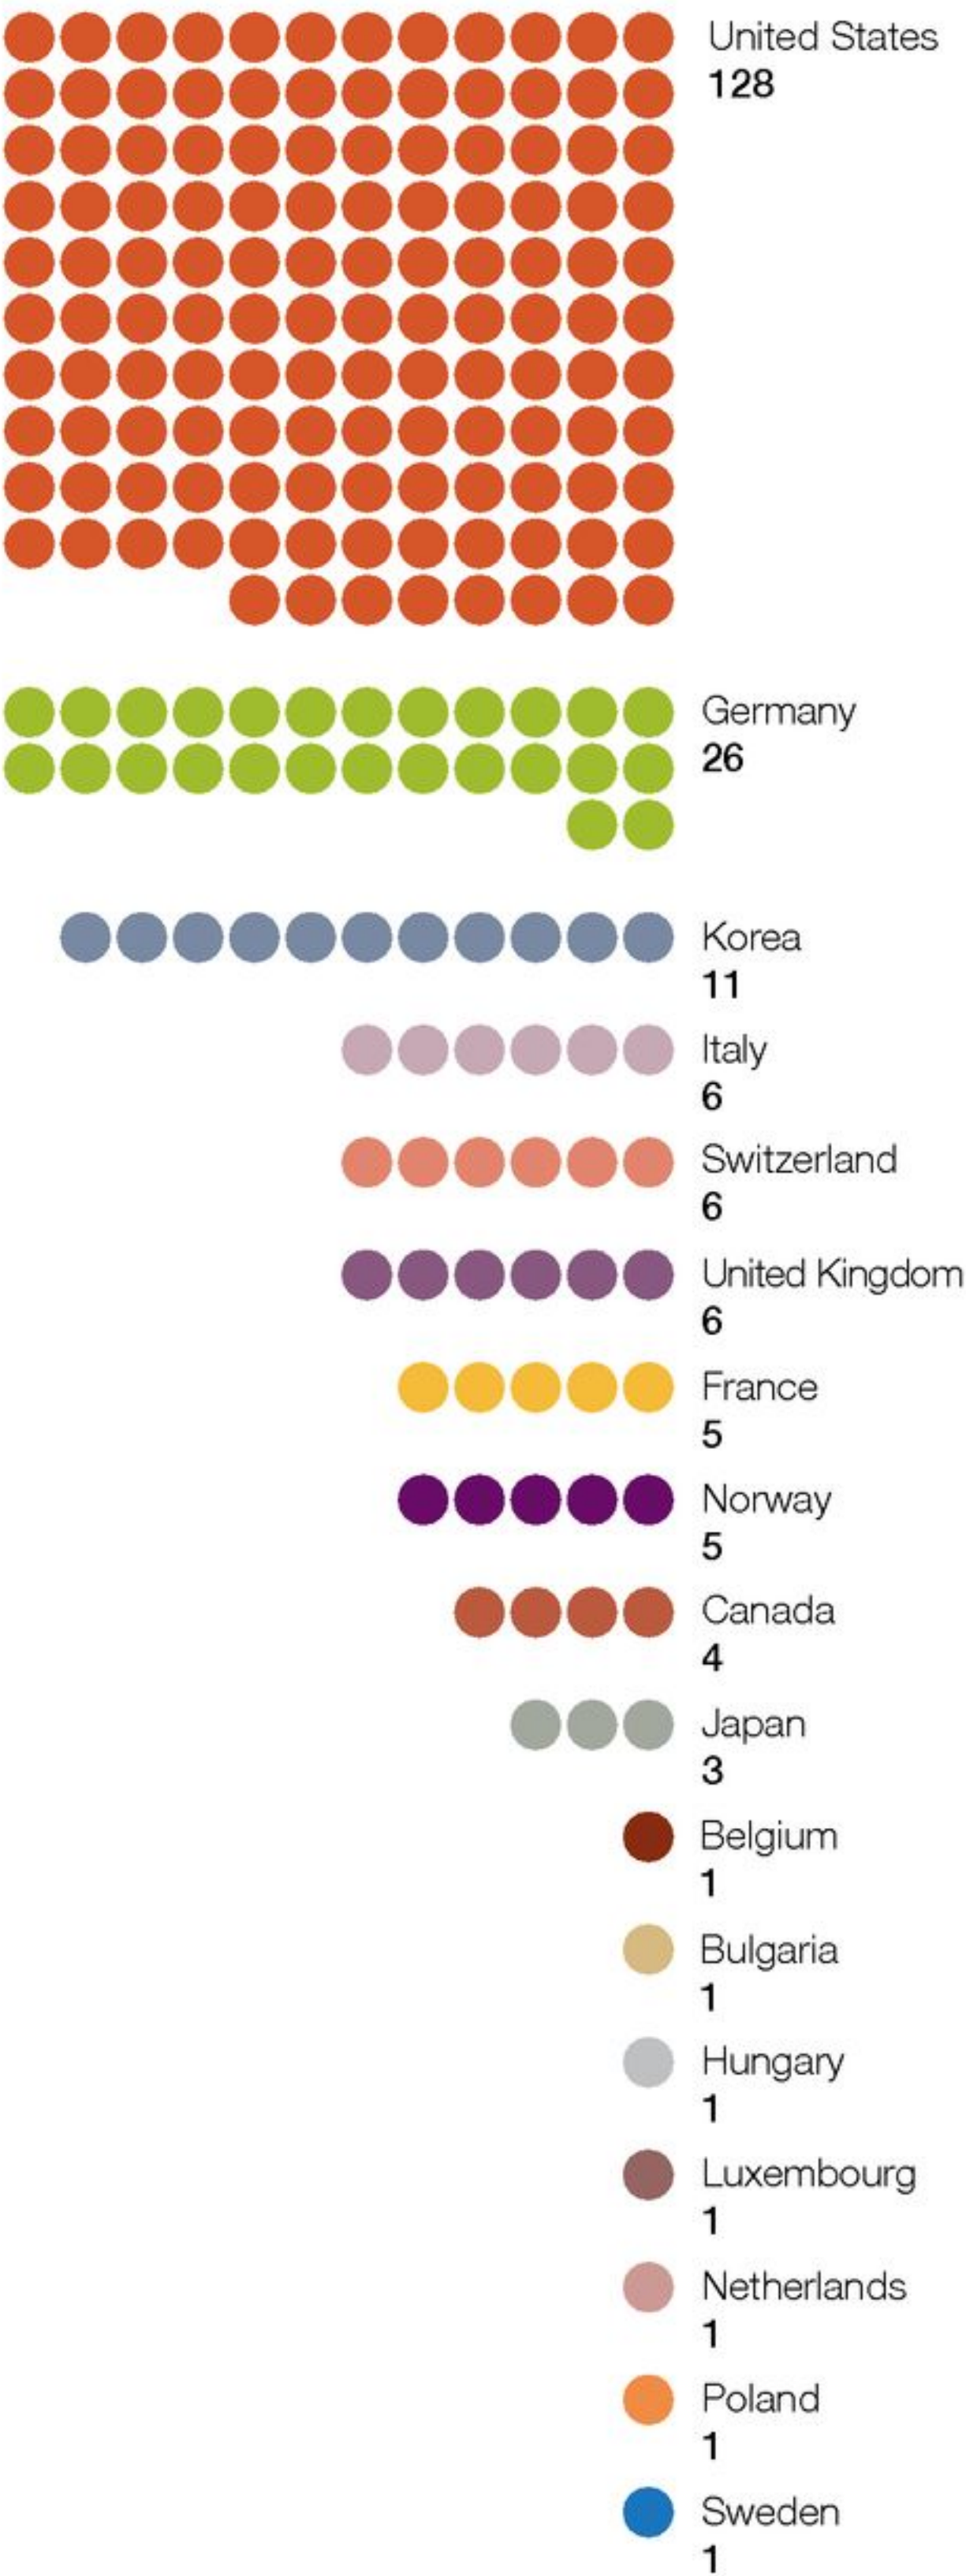 United States
128
Germany
26
Korea
11
Italy
6
Switzerland
6
United Kingdom
6
France
5
Norway
5
Canada
4
Japan
3
Belgium
1
Bulgaria
1
Hungary
1
Luxembourg
1
Netherlands
1
Poland
1
Sweden
1